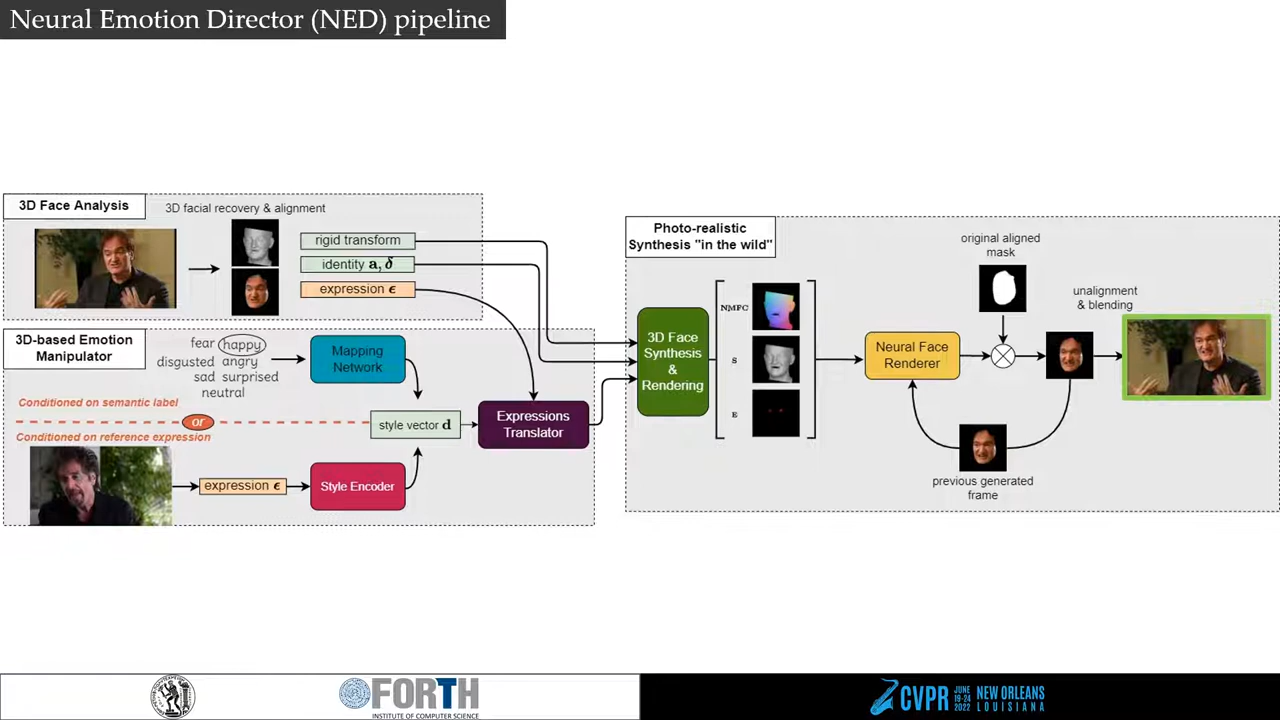 Neural Emotion Director (NED) pipeline
3D Face Analysis
3D facial recovery & alignment
rigid transform
identity a, δ
expression ϵ
3D-based Emotion
Manipulator
fear happy
disgusted angry
sad surprised
neutral
Mapping
Network
Conditioned on semantic label
or
Conditioned on reference expression
style vector d
Expressions
Translator
expression ϵ
Style Encoder
Photo-realistic
Synthesis "in the wild"
3D Face
Synthesis
&
Rendering
NMFC
S
E
Neural Face
Renderer
original aligned
mask
unalignment
& blending
previous generated
frame
FORTH
INSTITUTE OF COMPUTER SCIENCE
CVPR
JUNE
19-24
2022
NEW ORLEANS
LOUISIANA